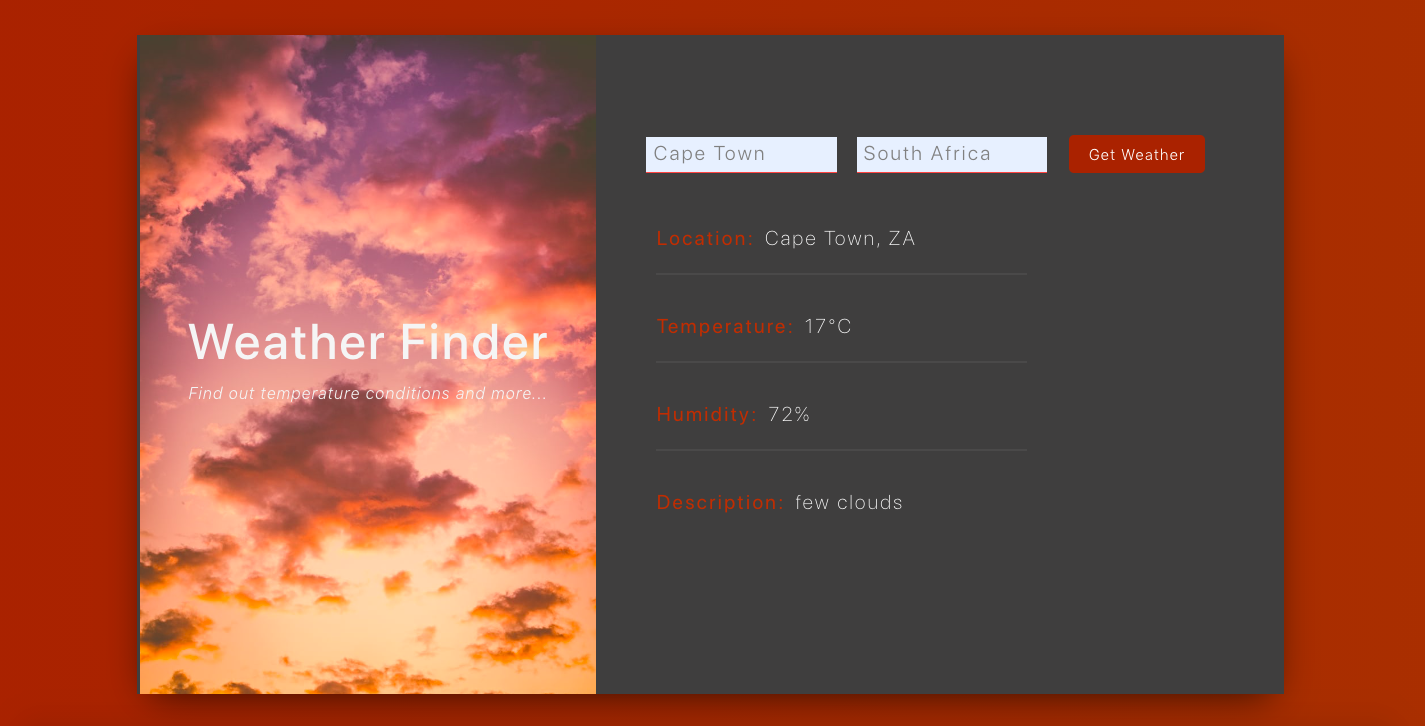 Weather Finder
Find out temperature conditions and more...
Cape Town
South Africa
Get Weather
Location: Cape Town, ZA
Temperature: 17°C
Humidity: 72%
Description: few clouds